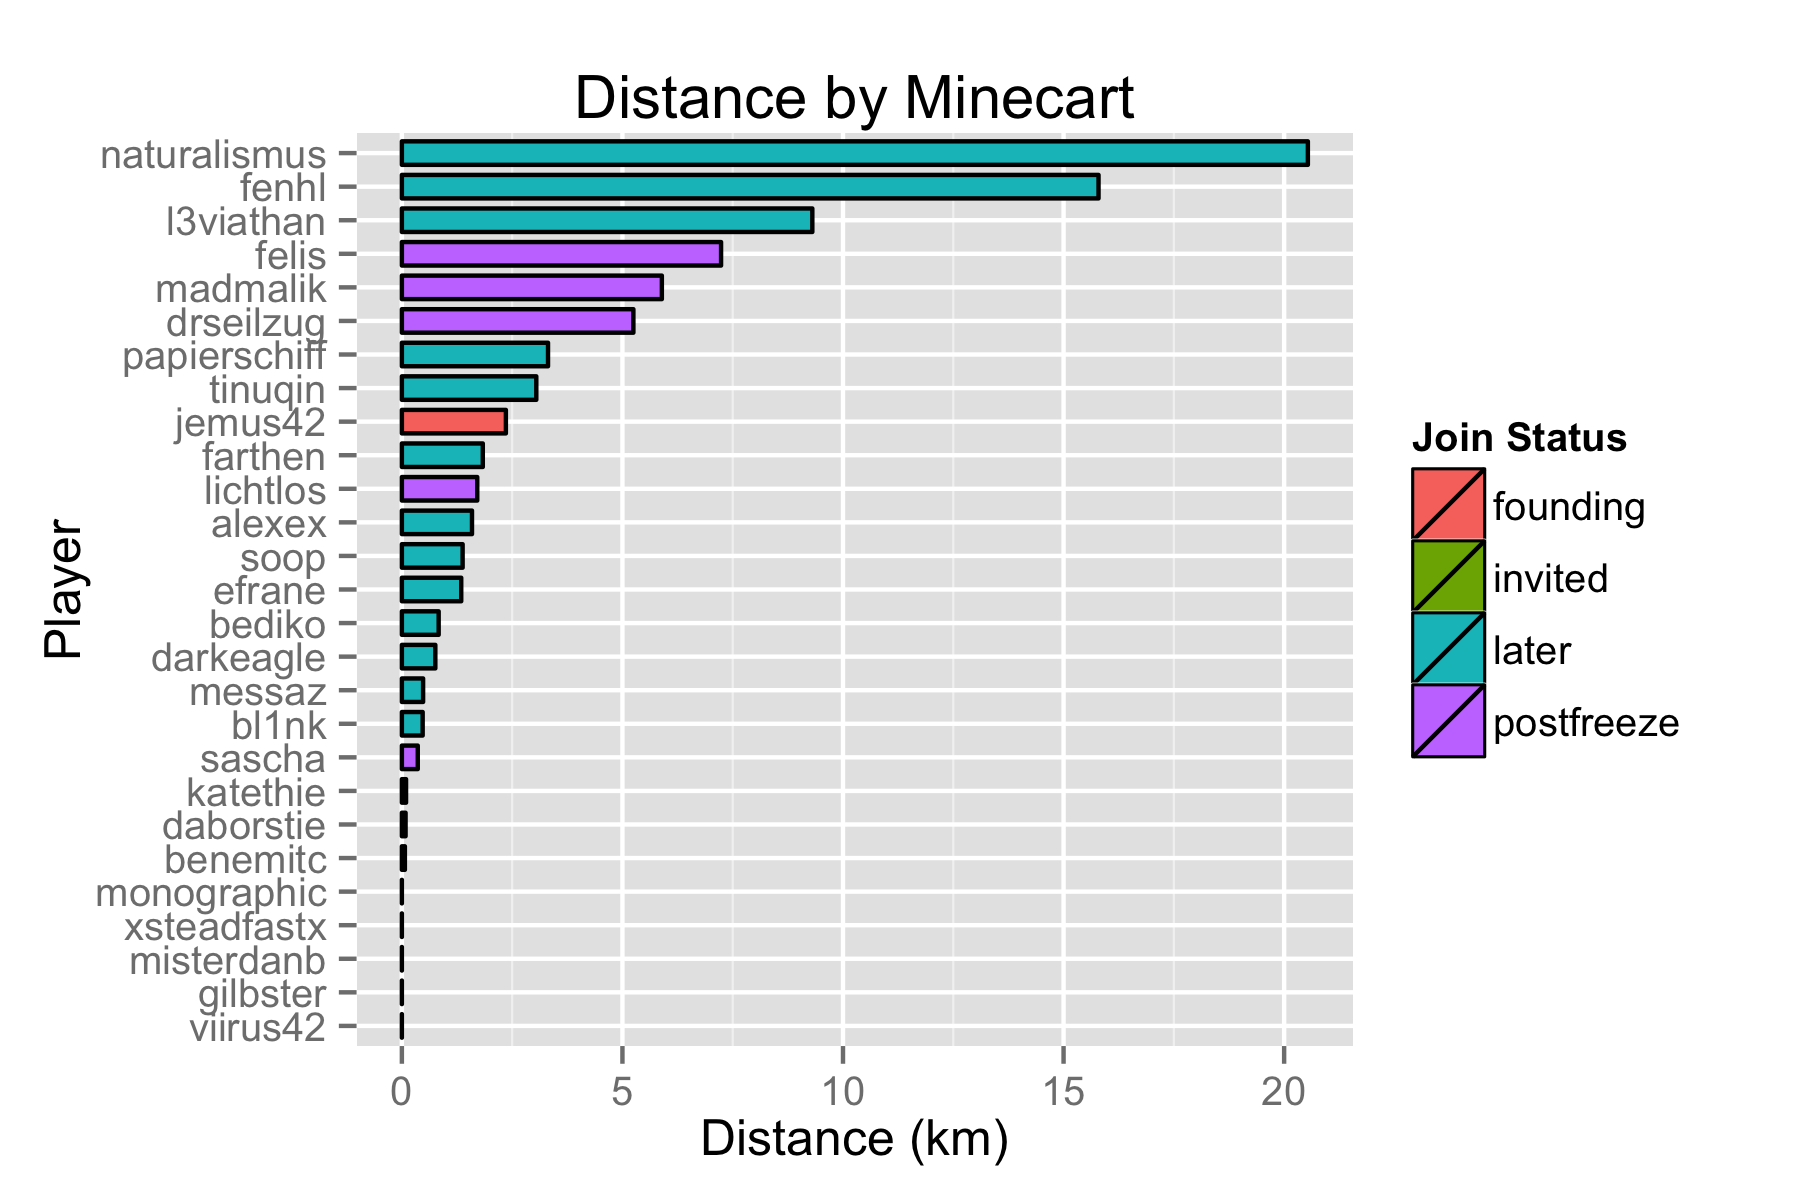 Distance by Minecart
naturalismus
fenhl
l3viathan
felis
madmalik
drseilzug
papierschiff
tinuqin
jemus42
farthen
lichtlos
alexex
soop
efrane
bediko
darkeagle
messaz
bl1nk
sascha
katethie
daborstie
benemitc
monographic
xsteadfastx
misterdanb
gilbster
viirus42
Player
0 5 10 15 20
Distance (km)
Join Status
founding
invited
later
postfreeze